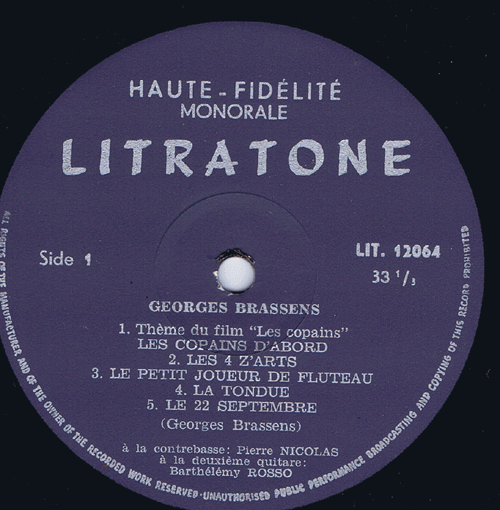 HAUTE - FIDÉLITÉ
MONORALE
LITRATONE
Side 1
LIT. 12064
33 1/3
GEORGES BRASSENS
1. Thème du film "Les copains"
LES COPAINS D'ABORD
2. LES 4 Z'ARTS
3. LE PETIT JOUEUR DE FLUTEAU
4. LA TONDUE
5. LE 22 SEPTEMBRE
(Georges Brassens)
à la contrebasse: Pierre NICOLAS
à la deuxième quitare:
Barthélémy ROSSO
ALL RIGHTS OF THE MANUFACTURER AND OF THE OWNER OF THE RECORDED WORK RESERVED · UNAUTHORISED PUBLIC PERFORMANCE BROADCASTING AND COPYING OF THIS RECORD PROHIBITED